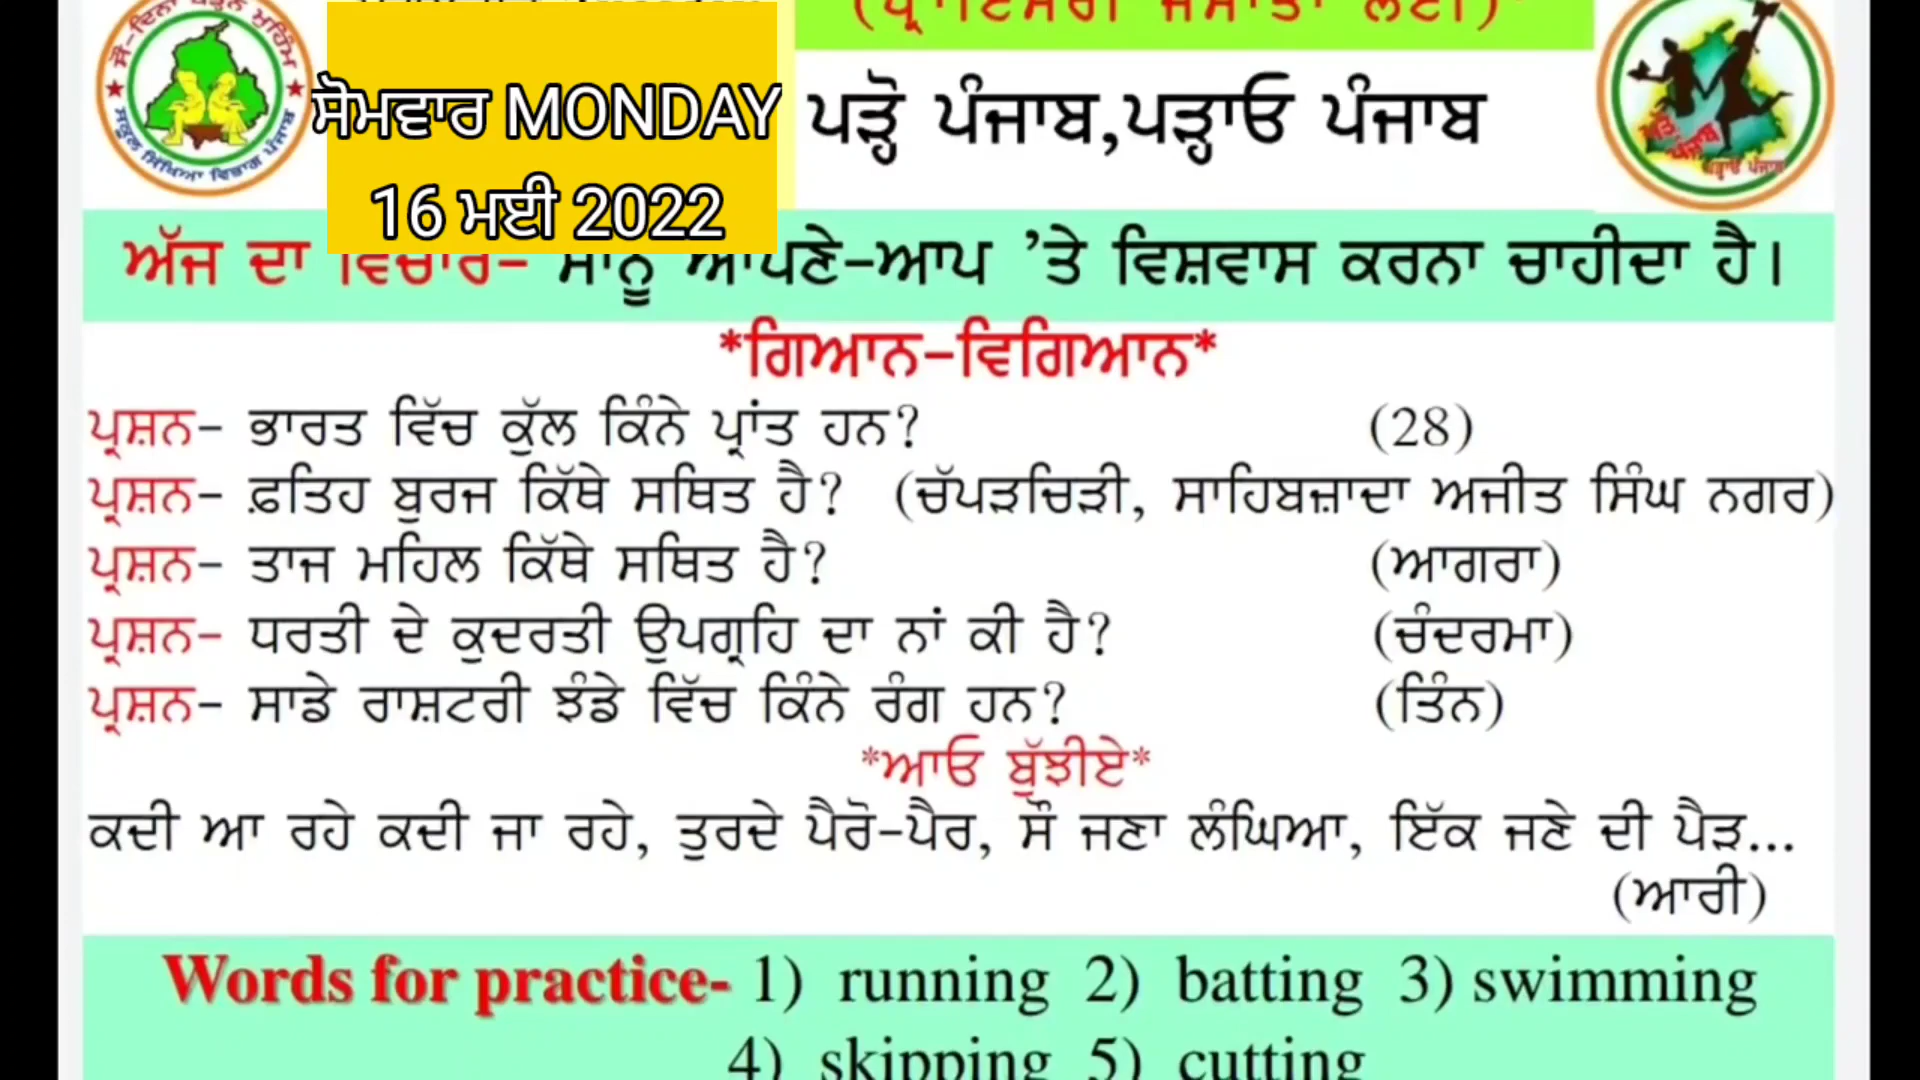 (ਪ੍ਰਾਇਮਰੀ ਜਮਾਤਾਂ ਲਈ)
ਸੋਮਵਾਰ MONDAY
16 ਮਈ 2022
ਪੜ੍ਹੋ ਪੰਜਾਬ,ਪੜ੍ਹਾਓ ਪੰਜਾਬ
ਅੱਜ ਦਾ ਵਿਚਾਰ- ਸਾਨੂੰ ਆਪਣੇ-ਆਪ ’ਤੇ ਵਿਸ਼ਵਾਸ ਕਰਨਾ ਚਾਹੀਦਾ ਹੈ।
*ਗਿਆਨ-ਵਿਗਿਆਨ*
ਪ੍ਰਸ਼ਨ- ਭਾਰਤ ਵਿੱਚ ਕੁੱਲ ਕਿੰਨੇ ਪ੍ਰਾਂਤ ਹਨ? (28)
ਪ੍ਰਸ਼ਨ- ਫ਼ਤਿਹ ਬੁਰਜ ਕਿੱਥੇ ਸਥਿਤ ਹੈ? (ਚੱਪੜਚਿੜੀ, ਸਾਹਿਬਜ਼ਾਦਾ ਅਜੀਤ ਸਿੰਘ ਨਗਰ)
ਪ੍ਰਸ਼ਨ- ਤਾਜ ਮਹਿਲ ਕਿੱਥੇ ਸਥਿਤ ਹੈ? (ਆਗਰਾ)
ਪ੍ਰਸ਼ਨ- ਧਰਤੀ ਦੇ ਕੁਦਰਤੀ ਉਪਗ੍ਰਹਿ ਦਾ ਨਾਂ ਕੀ ਹੈ? (ਚੰਦਰਮਾ)
ਪ੍ਰਸ਼ਨ- ਸਾਡੇ ਰਾਸ਼ਟਰੀ ਝੰਡੇ ਵਿੱਚ ਕਿੰਨੇ ਰੰਗ ਹਨ? (ਤਿੰਨ)
*ਆਓ ਬੁੱਝੀਏ*
ਕਦੀ ਆ ਰਹੇ ਕਦੀ ਜਾ ਰਹੇ, ਤੁਰਦੇ ਪੈਰੋ-ਪੈਰ, ਸੌ ਜਣਾ ਲੰਘਿਆ, ਇੱਕ ਜਣੇ ਦੀ ਪੈੜ...
(ਆਰੀ)
Words for practice- 1) running 2) batting 3) swimming
4) skipping 5) cutting